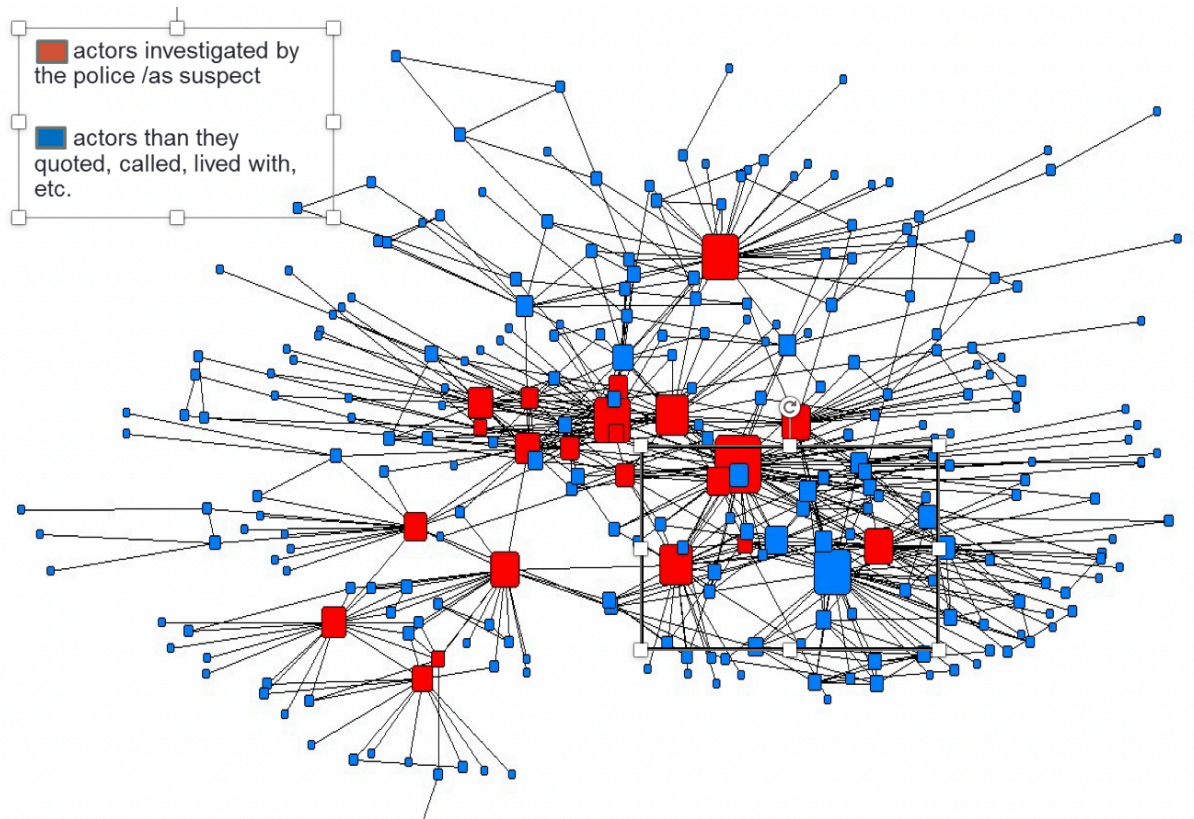 actors investigated by
the police /as suspect
actors than they
quoted, called, lived with,
etc.